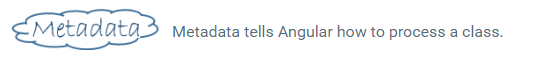 Metadata Metadata tells Angular how to process a class.